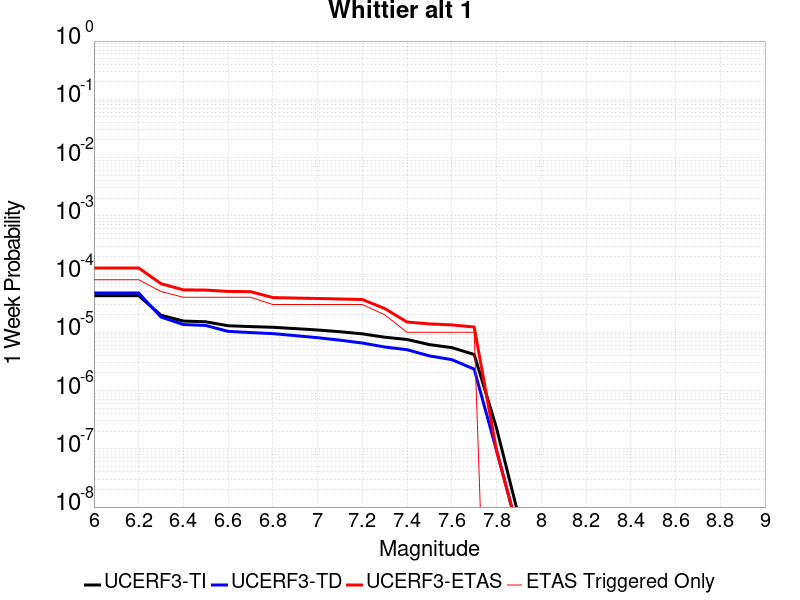 Whittier alt 1
10^0
10^-1
10^-2
10^-3
10^-4
10^-5
10^-6
10^-7
10^-8
1 Week Probability
6 6.2 6.4 6.6 6.8 7 7.2 7.4 7.6 7.8 8 8.2 8.4 8.6 8.8 9
Magnitude
UCERF3-TI UCERF3-TD UCERF3-ETAS ETAS Triggered Only